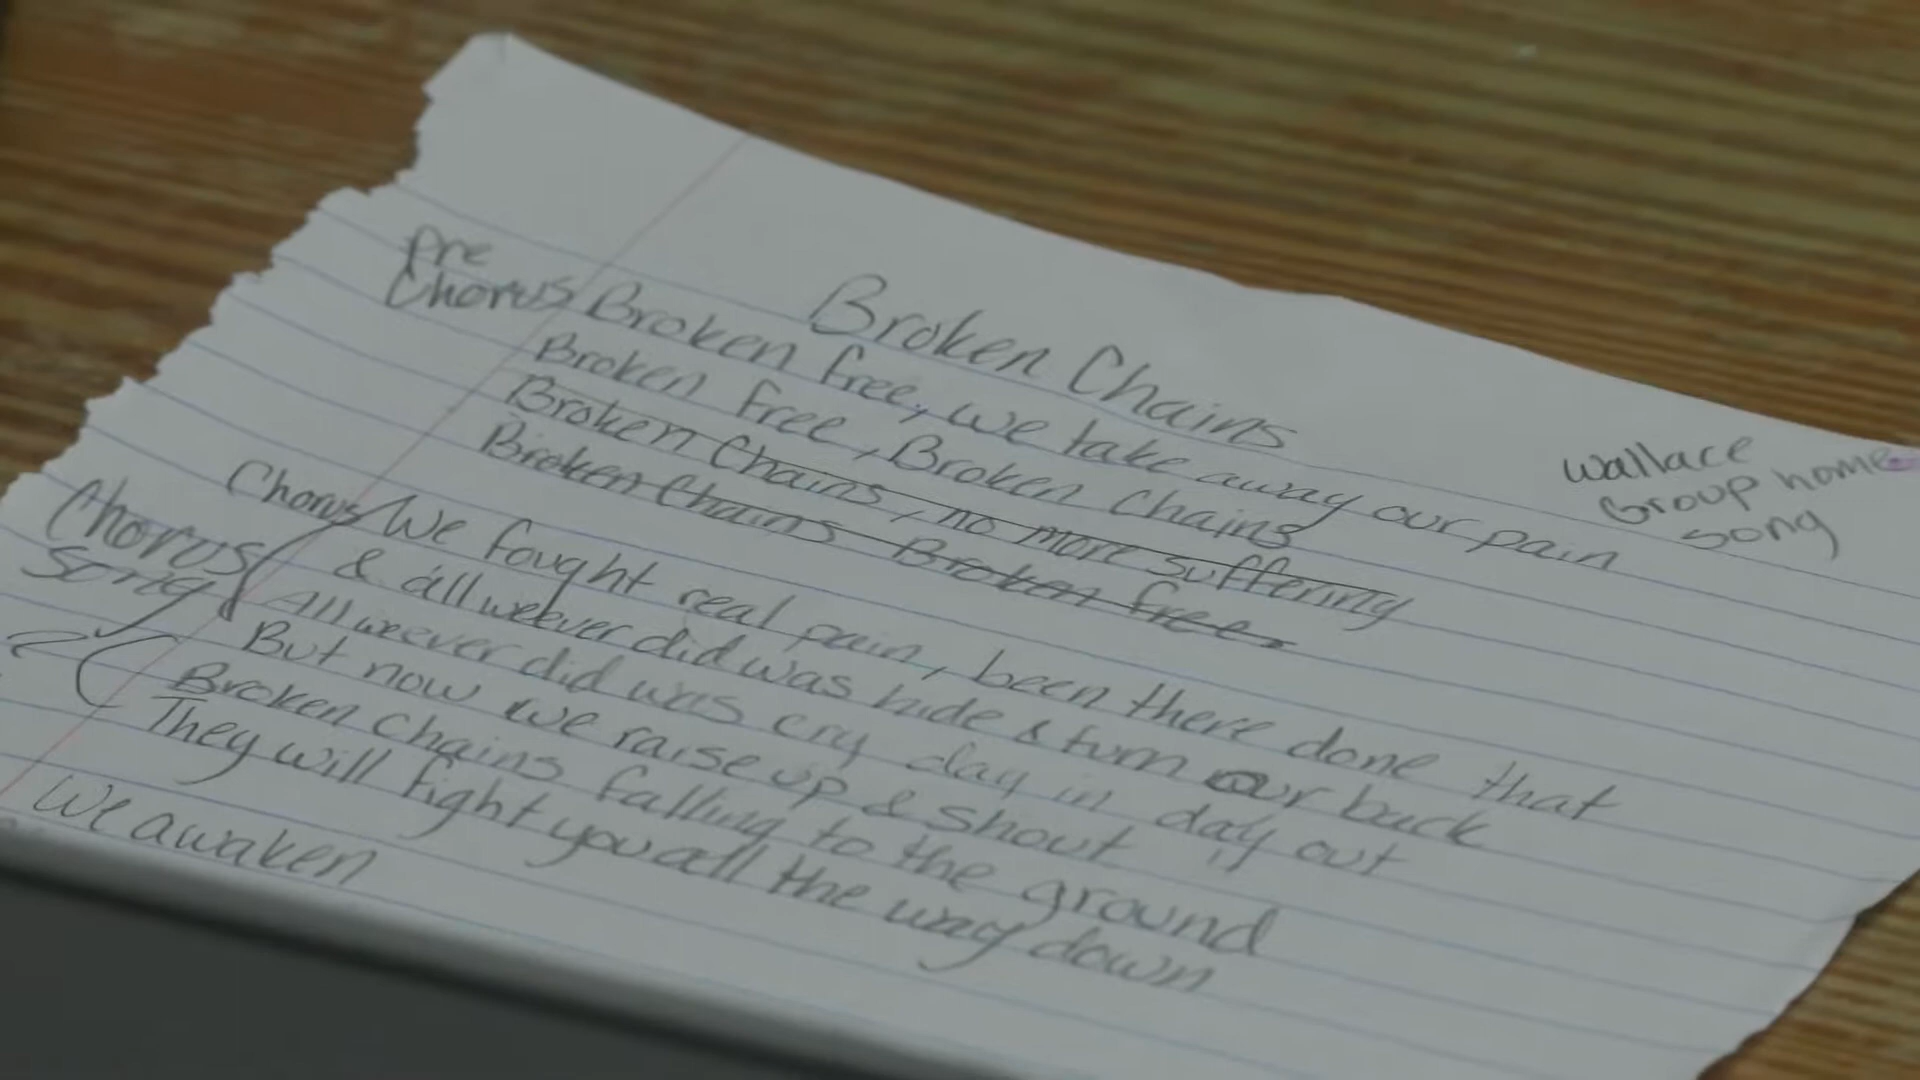 Broken Chains
wallace
Group home
song
pre
Chorus Broken free, we take away our pain
Broken Free, Broken Chains
Broken Chains, no more suffering
Broken Chains Broken free
Chorus We fought real pain, been there done that
Chorus
song
& all we ever did was hide & turn our back
All we ever did was cry day in day out
But now we raise up & shout it
2
Broken chains falling to the ground
They will fight you all the way down
We awaken